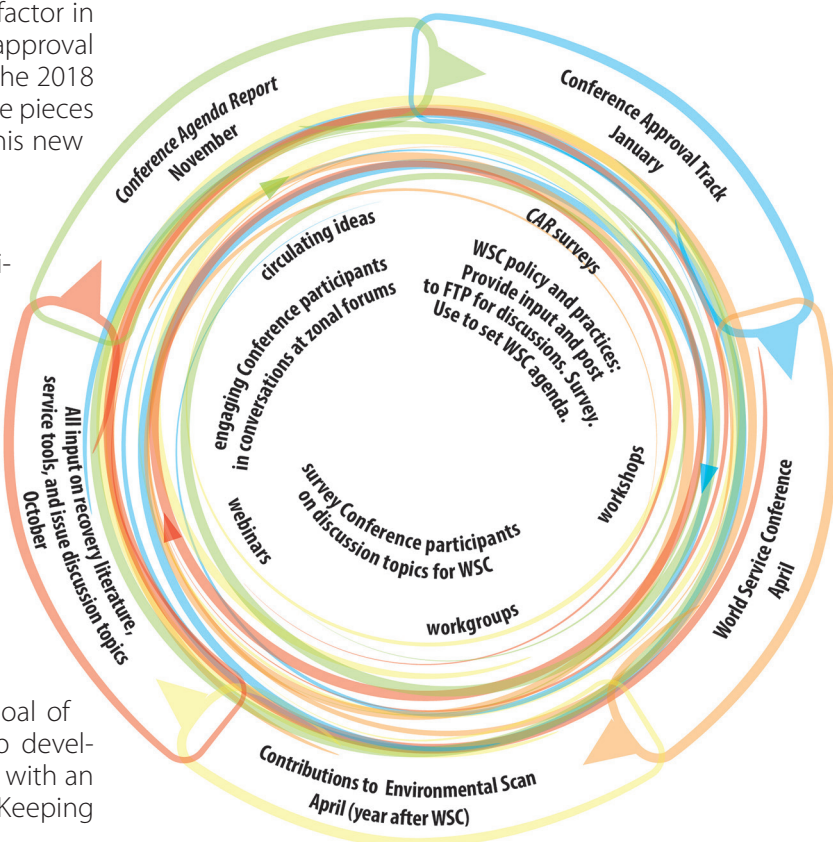 factor in
approval
he 2018
e pieces
his new
i-
oal of
o devel-
with an
Keeping
Conference Agenda Report
November
Conference Approval Track
January
World Service Conference
April
Contributions to Environmental Scan
April (year after WSC)
All input on recovery literature,
service tools, and issue discussion topics
October
circulating ideas
engaging Conference participants
in conversations at zonal forums
CAR surveys
WSC policy and practices:
Provide input and post
to FTP for discussions. Survey.
Use to set WSC agenda.
workshops
survey Conference participants
on discussion topics for WSC
webinars
workgroups